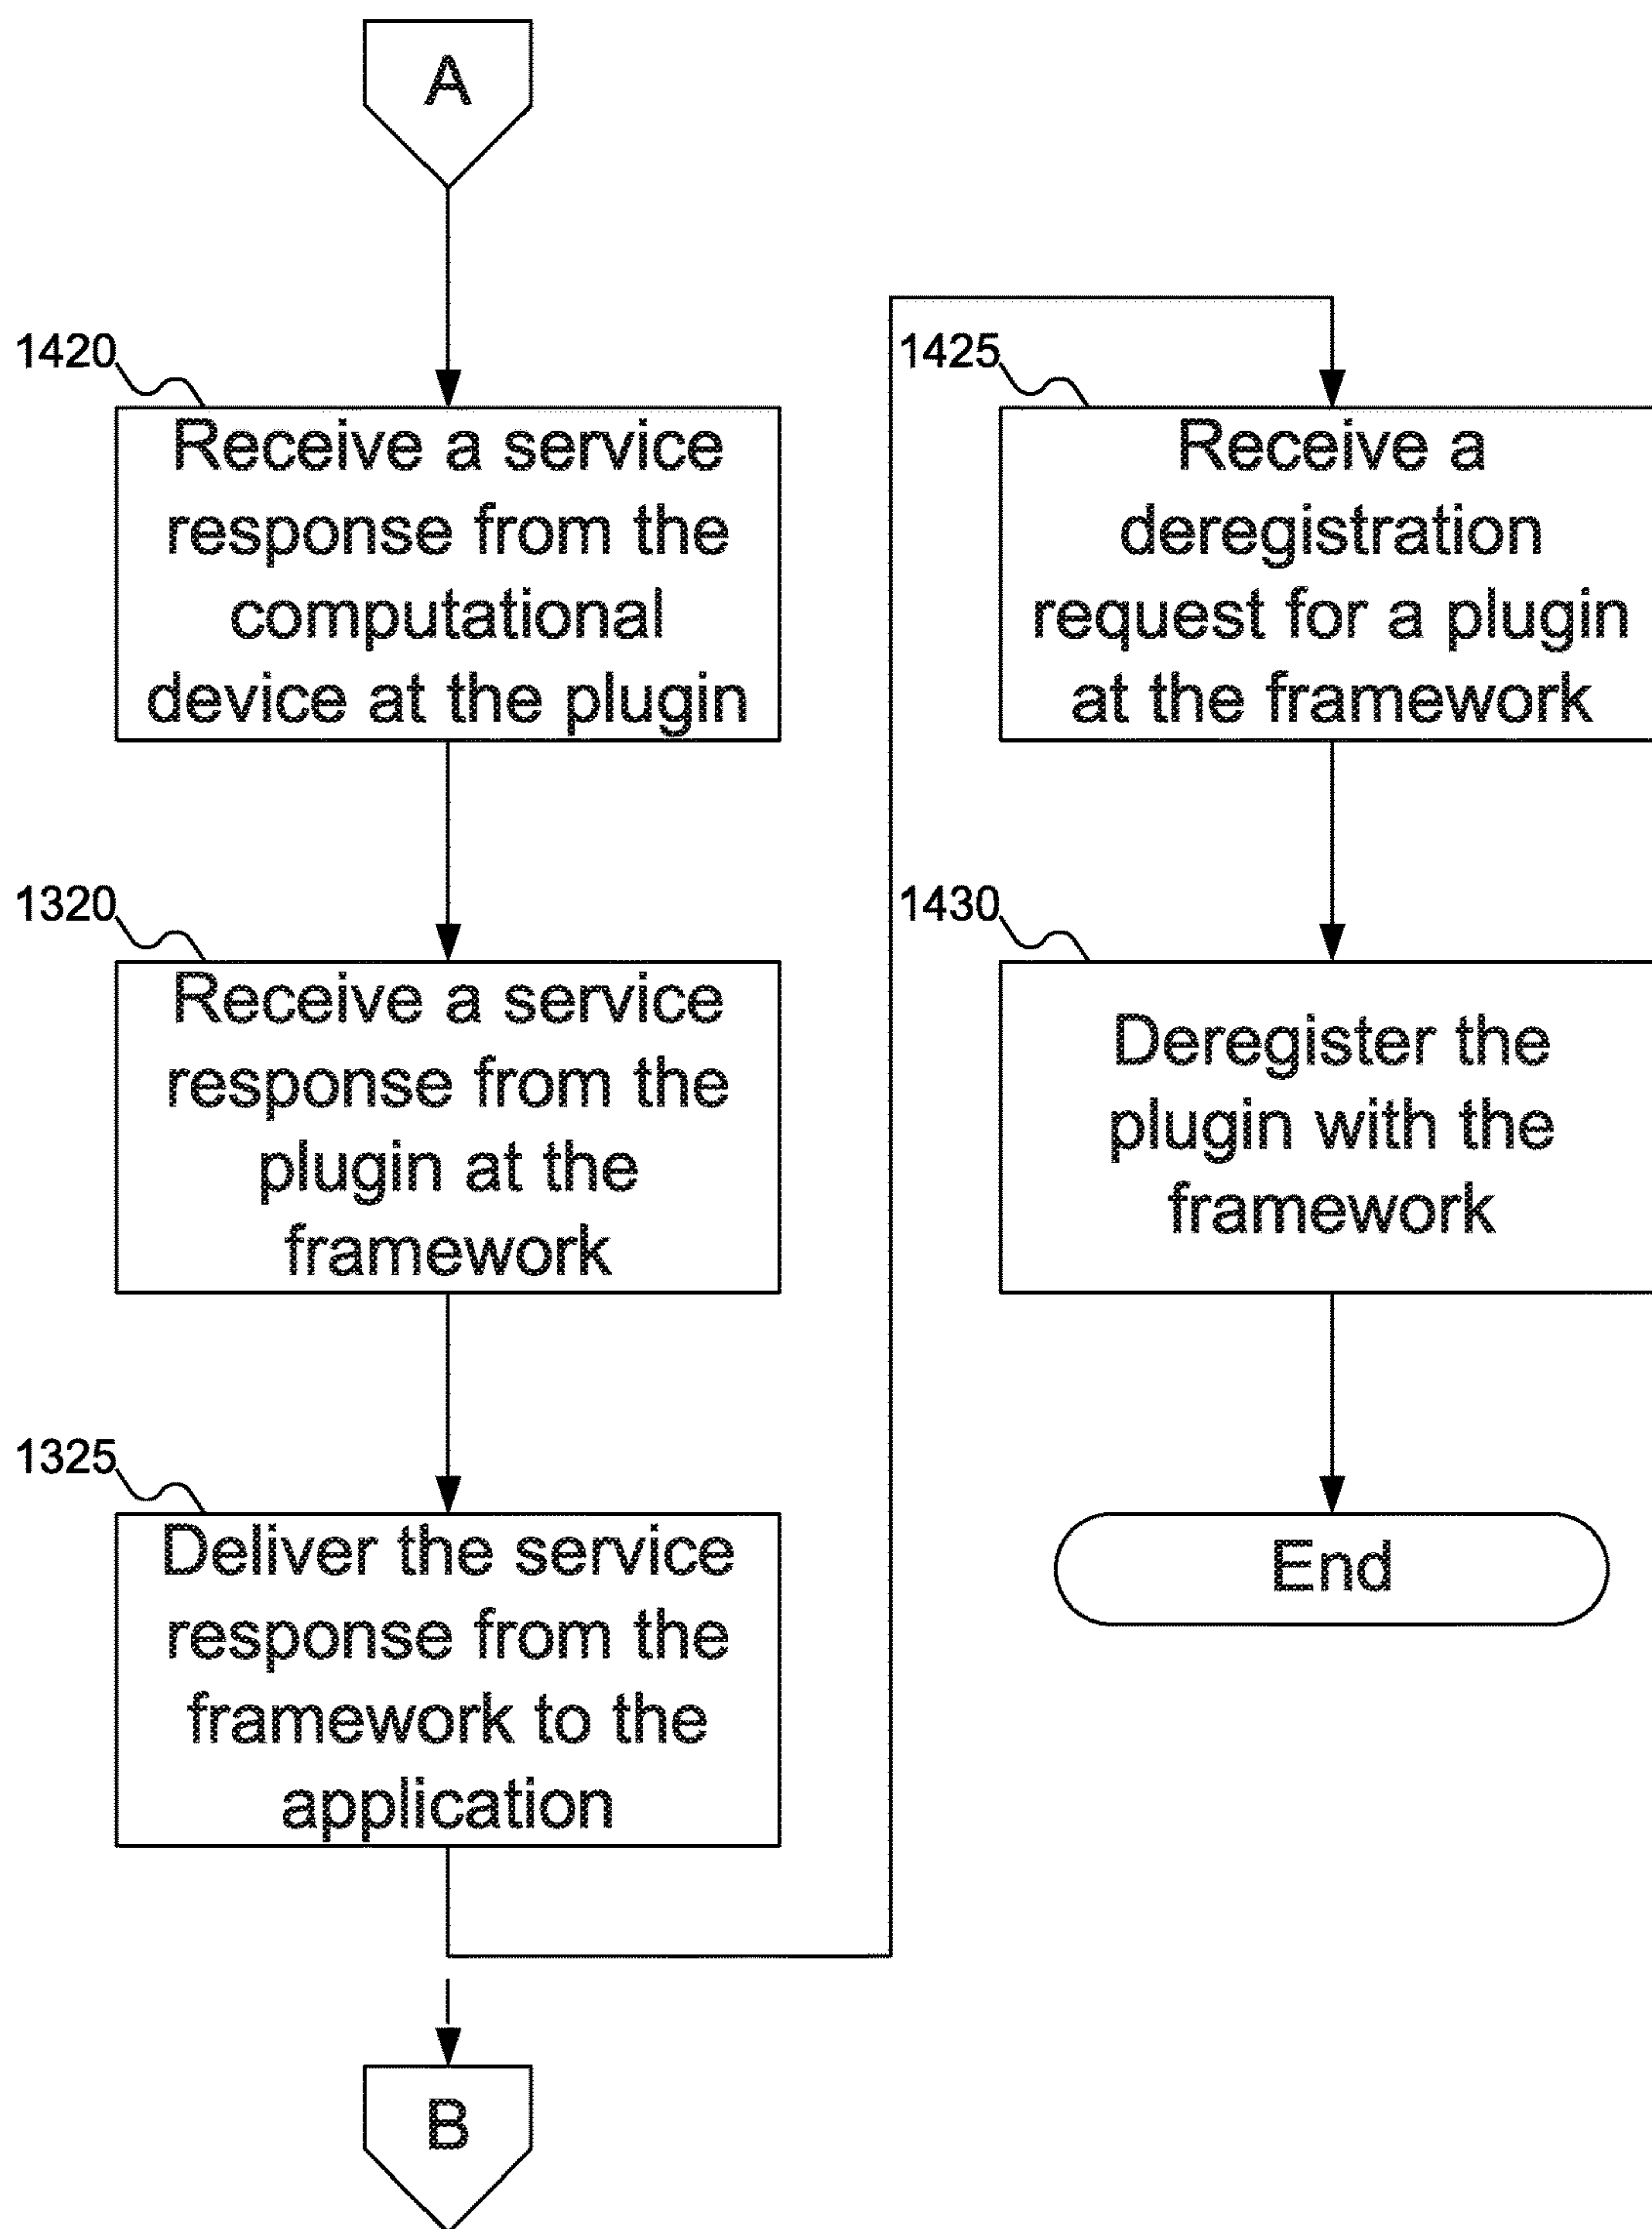 A
1420
Receive a service
response from the
computational
device at the plugin
1320
Receive a service
response from the
plugin at the
framework
1325
Deliver the service
response from the
framework to the
application
B
1425
Receive a
deregistration
request for a plugin
at the framework
1430
Deregister the
plugin with the
framework
End